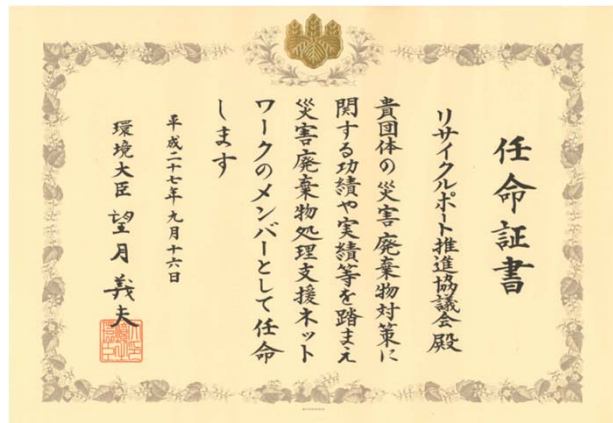 任命証書
リサイクルポート推進協議会 殿
貴団体の災害廃棄物対策に
関する功績や実績等を踏まえ
災害廃棄物処理支援ネット
ワークのメンバーとして任命
します
平成二十七年九月十六日
環境大臣 望月義夫